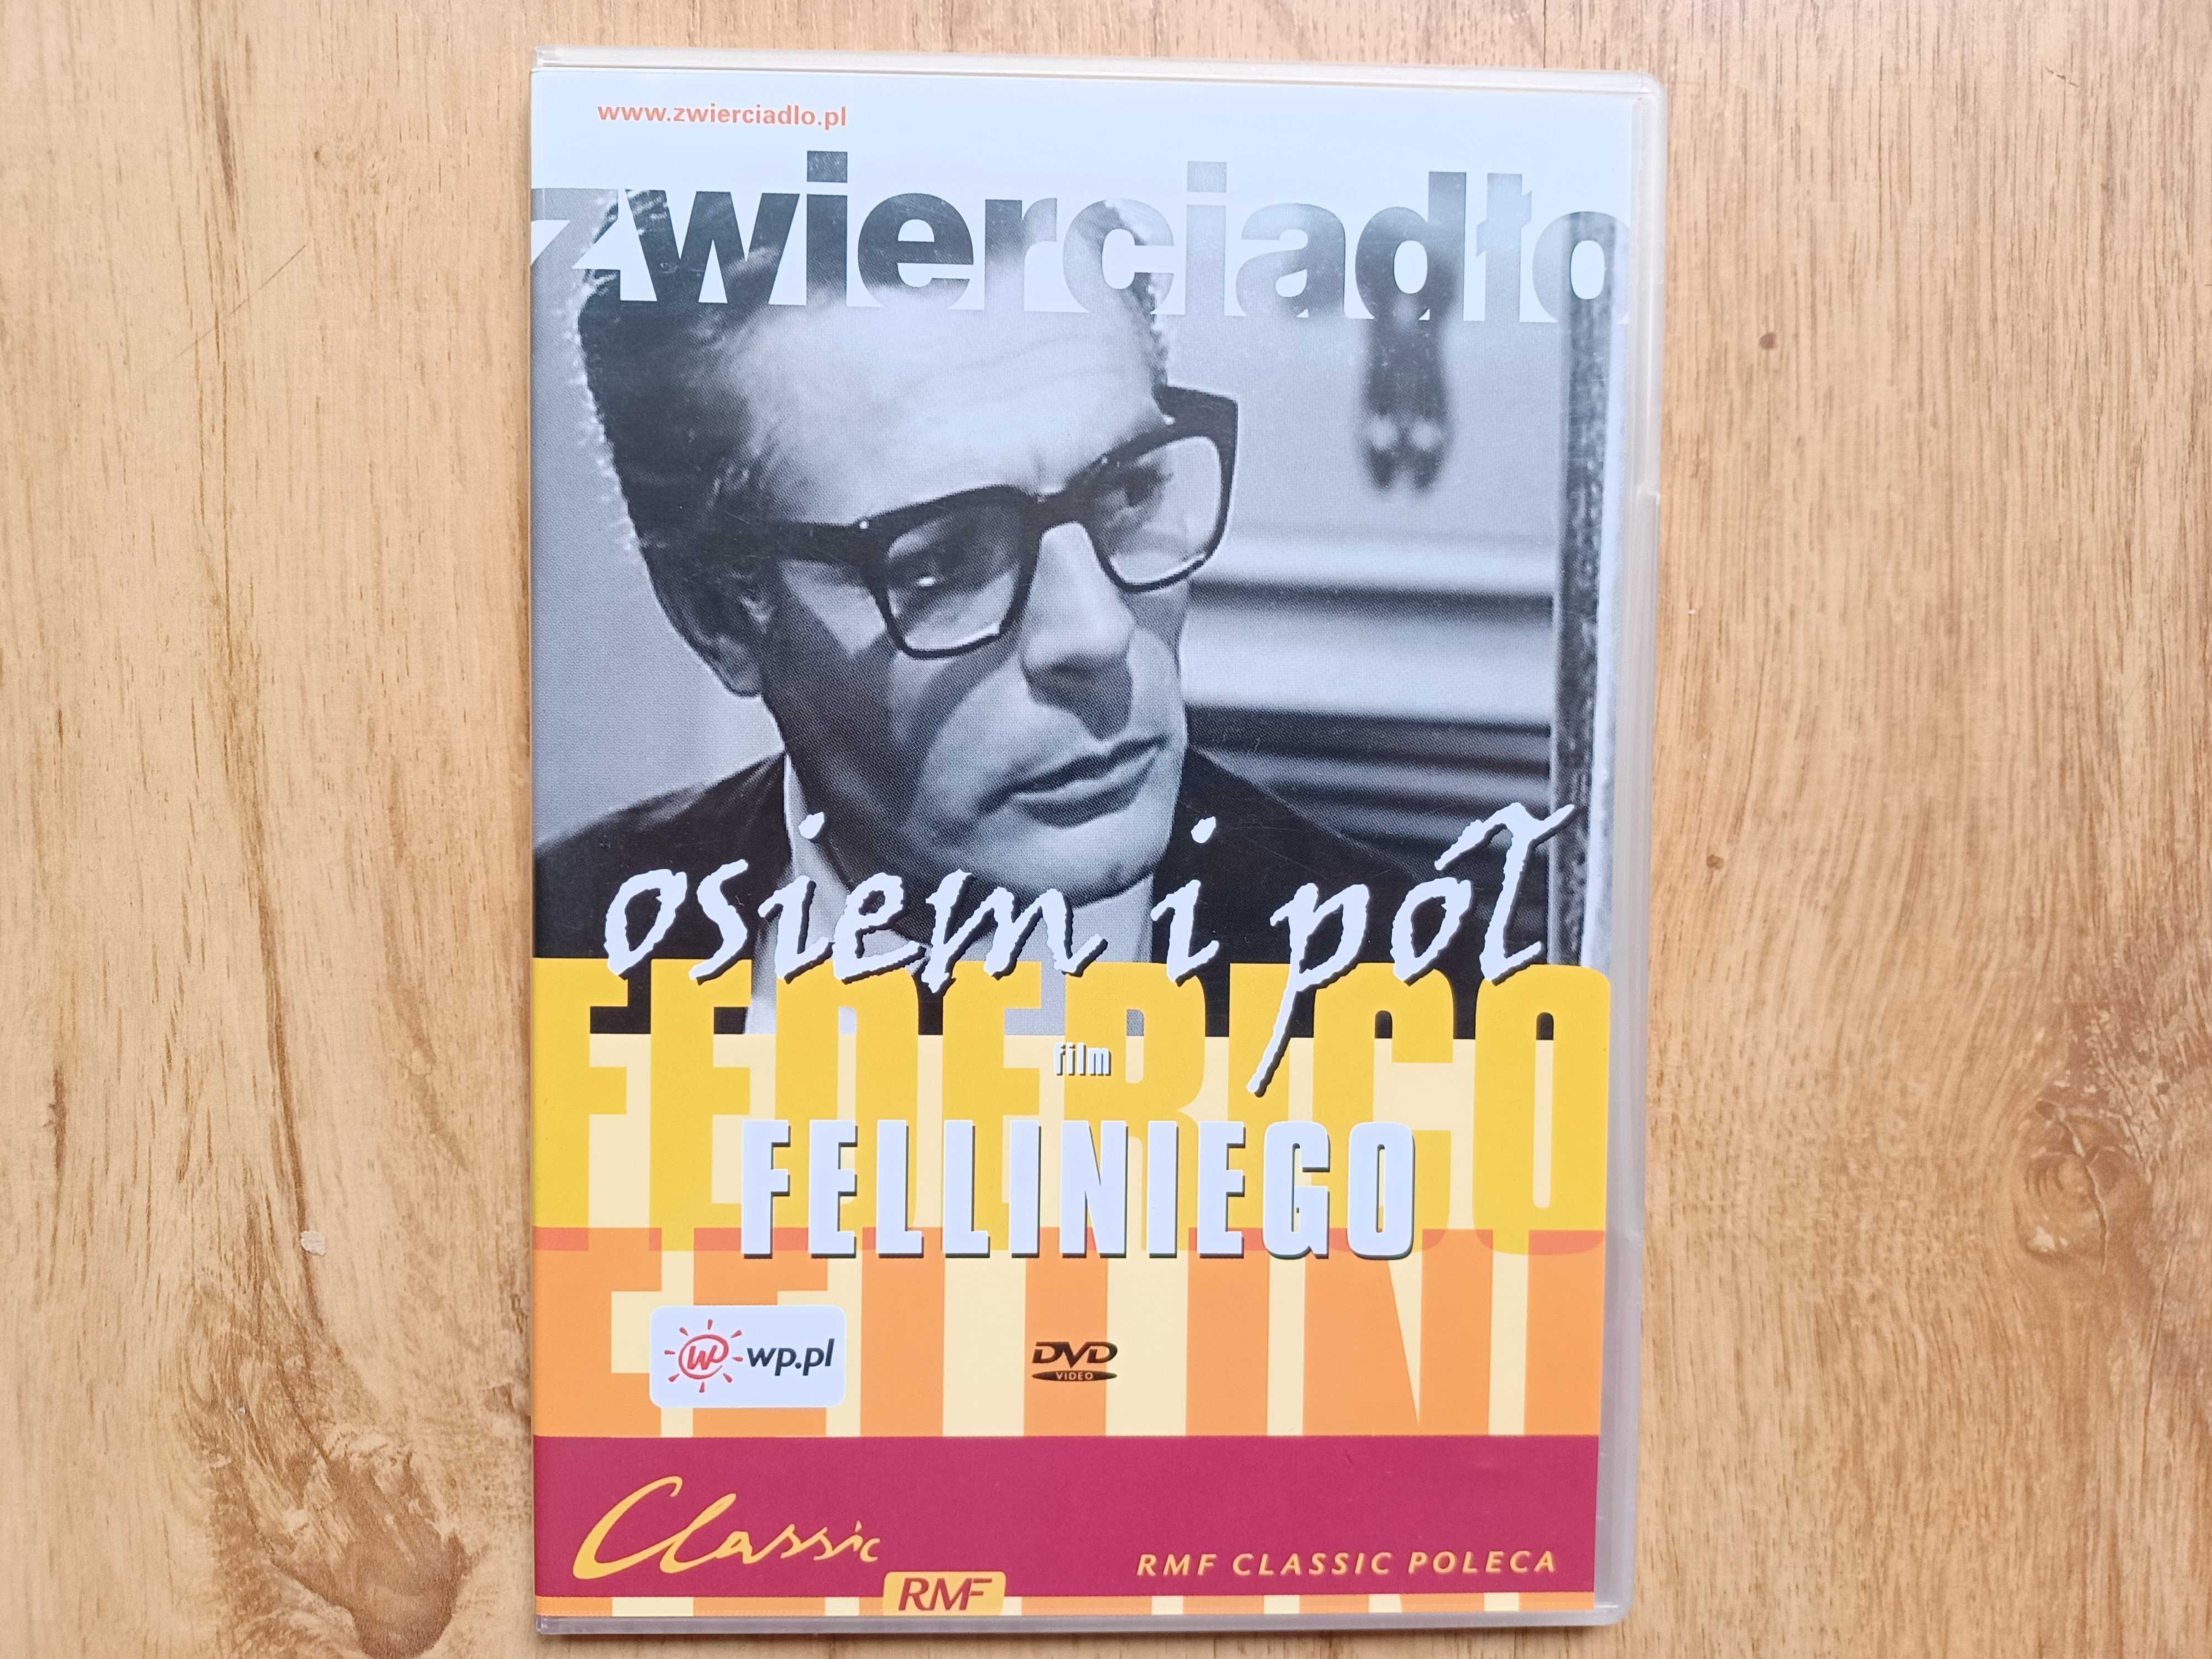 www.zwierciadlo.pl
zwierciadło
osiem i pół
FEDERICO
film
FELLINIEGO
FELLINI
wp.pl
DVD
VIDEO
Classic
RMF
RMF CLASSIC POLECA